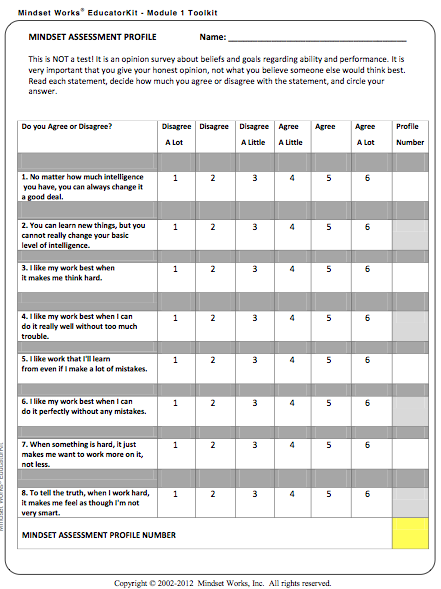 Mindset Works® EducatorKit - Module 1 Toolkit
MINDSET ASSESSMENT PROFILE Name: ___________________________________
This is NOT a test! It is an opinion survey about beliefs and goals regarding ability and performance. It is
very important that you give your honest opinion, not what you believe someone else would think best.
Read each statement, decide how much you agree or disagree with the statement, and circle your
answer.
Do you Agree or Disagree? Disagree Disagree Disagree Agree Agree Agree Profile
A Lot A Little A Little A Lot Number
1. No matter how much intelligence 1 2 3 4 5 6
you have, you can always change it
a good deal.
2. You can learn new things, but you 1 2 3 4 5 6
cannot really change your basic
level of intelligence.
3. I like my work best when 1 2 3 4 5 6
it makes me think hard.
4. I like my work best when I can 1 2 3 4 5 6
do it really well without too much
trouble.
5. I like work that I'll learn 1 2 3 4 5 6
from even if I make a lot of mistakes.
6. I like my work best when I can 1 2 3 4 5 6
do it perfectly without any mistakes.
7. When something is hard, it just 1 2 3 4 5 6
makes me want to work more on it,
not less.
8. To tell the truth, when I work hard, 1 2 3 4 5 6
it makes me feel as though I'm not
very smart.
MINDSET ASSESSMENT PROFILE NUMBER
Copyright © 2002-2012 Mindset Works, Inc. All rights reserved.